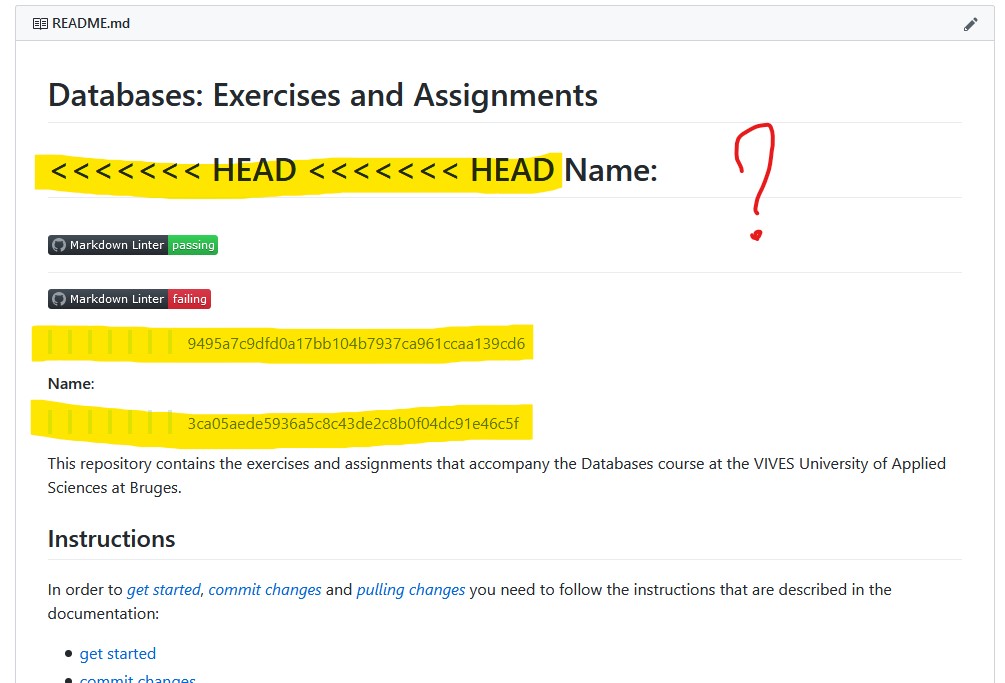 README.md
Databases: Exercises and Assignments
<<<<<<< HEAD <<<<<<< HEAD Name:
?
Markdown Linter passing
Markdown Linter failing
9495a7c9dfd0a17bb104b7937ca961ccaa139cd6
Name:
3ca05aede5936a5c8c43de2c8b0f04dc91e46c5f
This repository contains the exercises and assignments that accompany the Databases course at the VIVES University of Applied
Sciences at Bruges.
Instructions
In order to get started, commit changes and pulling changes you need to follow the instructions that are described in the
documentation:
• get started
• commit changes